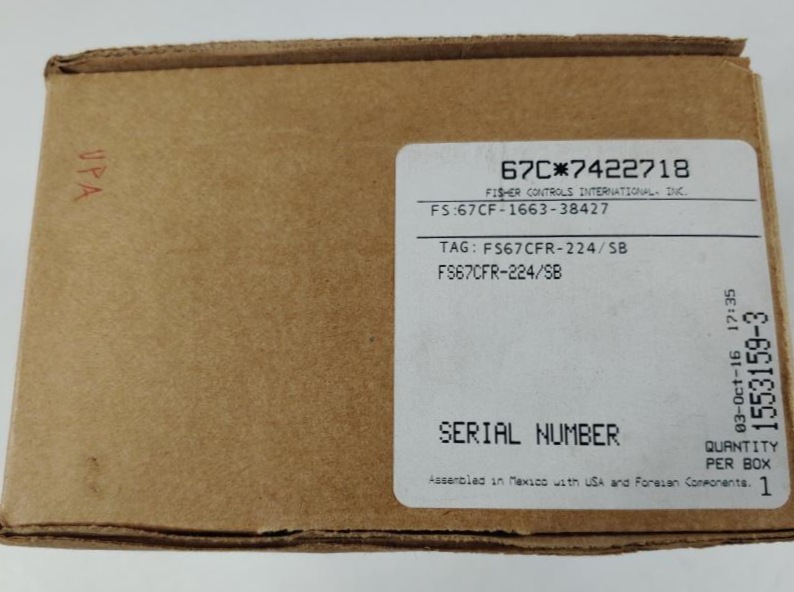 UPA
67C*7422718
FISHER CONTROLS INTERNATIONAL, INC.
FS:67CF-1663-38427
TAG: FS67CFR-224/SB
FS67CFR-224/SB
03-Oct-16 17:35
1553159-3
SERIAL NUMBER
QUANTITY
PER BOX
Assembled in Mexico with USA and Foreign Components.
1